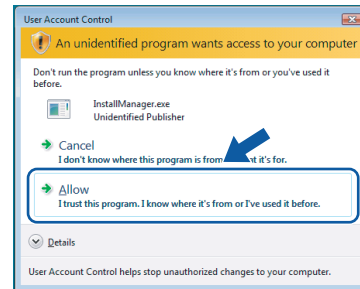 User Account Control
An unidentified program wants access to your computer
Don't run the program unless you know where it's from or you've used it
before.
InstallManager.exe
Unidentified Publisher
Cancel
I don't know where this program is from it's for.
Allow
I trust this program. I know where it's from or I've used it before.
Details
User Account Control helps stop unauthorized changes to your computer.